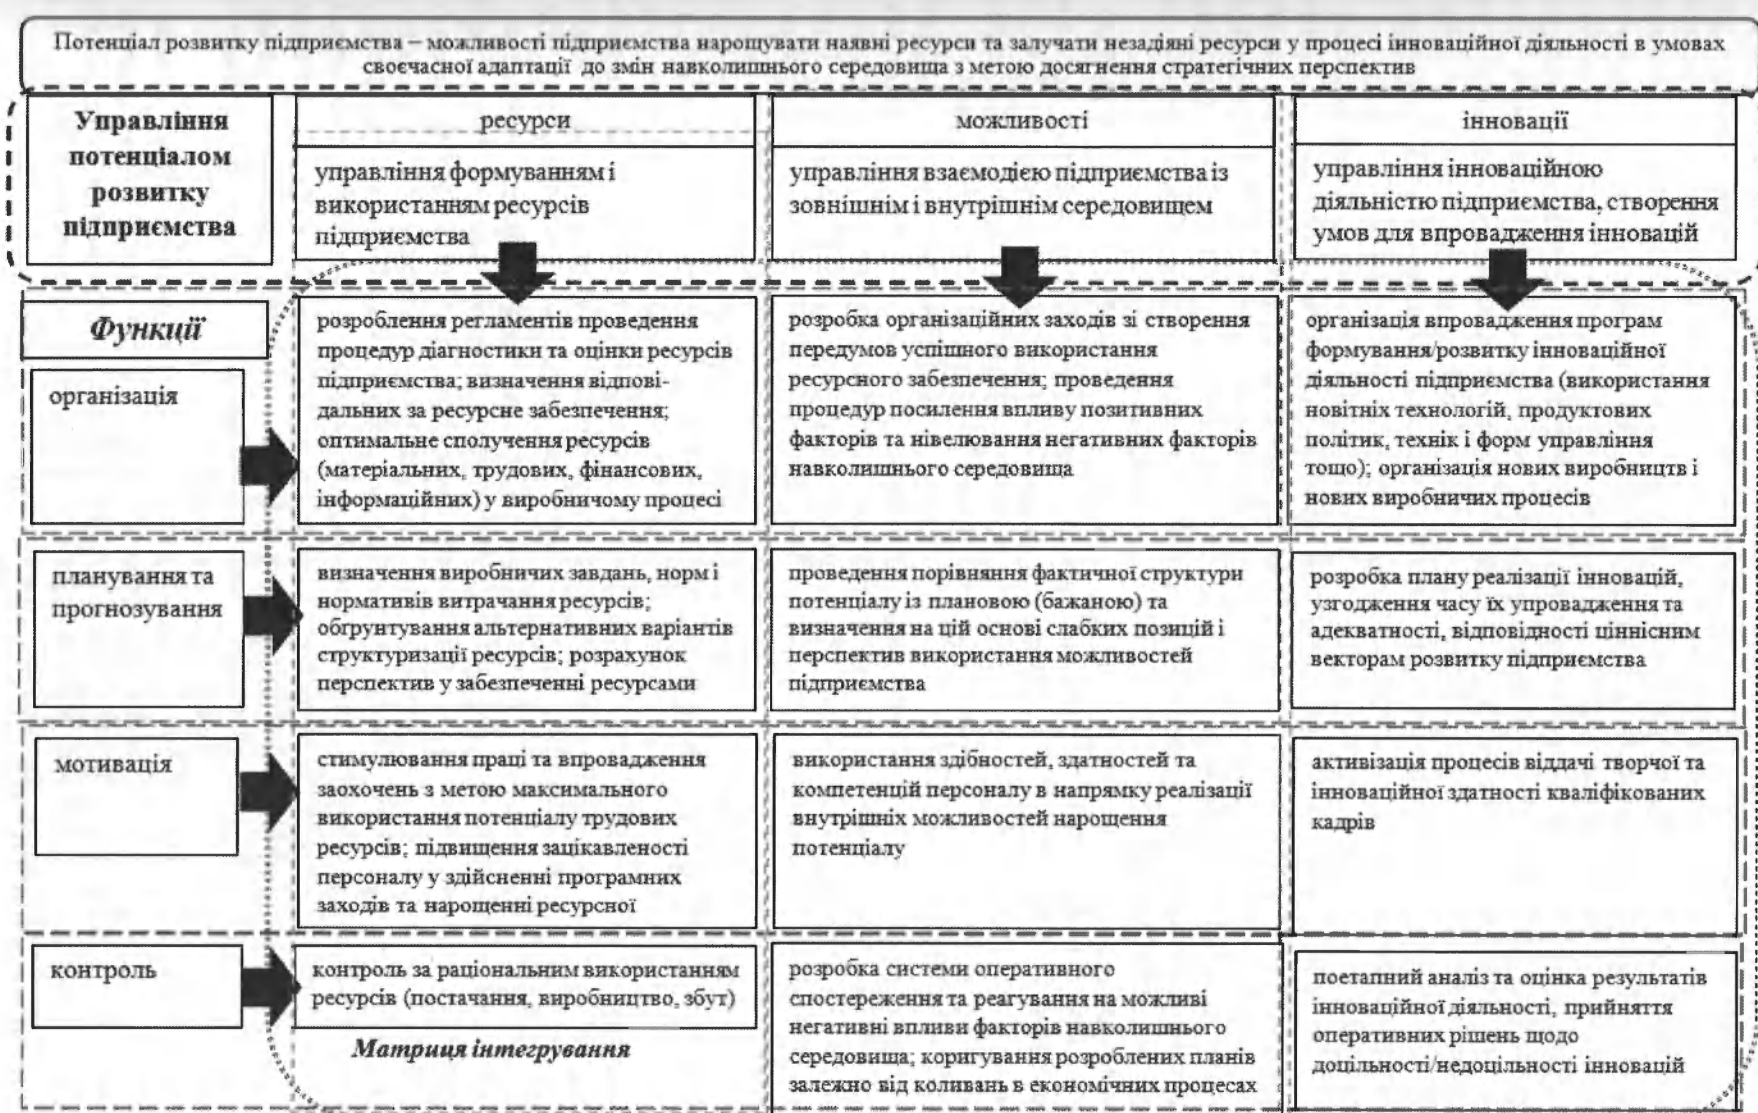 Потенціал розвитку підприємства – можливості підприємства нарощувати наявні ресурси та залучати незадіяні ресурси у процесі інноваційної діяльності в умовах
своєчасної адаптації до змін навколишнього середовища з метою досягнення стратегічних перспектив
Управління
потенціалом
розвитку
підприємства
ресурси
управління формуванням і
використанням ресурсів
підприємства
можливості
управління взаємодією підприємства із
зовнішнім і внутрішнім середовищем
інновації
управління інноваційною
діяльністю підприємства, створення
умов для впровадження інновацій
Функції
організація
розроблення регламентів проведення
процедур діагностики та оцінки ресурсів
підприємства; визначення відпові-
дальних за ресурсне забезпечення;
оптимальне сполучення ресурсів
(матеріальних, трудових, фінансових,
інформаційних) у виробничому процесі
розробка організаційних заходів зі створення
передумов успішного використання
ресурсного забезпечення; проведення
процедур посилення впливу позитивних
факторів та нівелювання негативних факторів
навколишнього середовища
організація впровадження програм
формування/розвитку інноваційної
діяльності підприємства (використання
новітніх технологій, продуктових
політик, технік і форм управління
тощо); організація нових виробництв і
нових виробничих процесів
планування та
прогнозування
визначення виробничих завдань, норм і
нормативів витрачання ресурсів;
обґрунтування альтернативних варіантів
структуризації ресурсів; розрахунок
перспектив у забезпеченні ресурсами
проведення порівняння фактичної структури
потенціалу із плановою (бажаною) та
визначення на цій основі слабких позицій і
перспектив використання можливостей
підприємства
розробка плану реалізації інновацій,
узгодження часу їх упровадження та
адекватності, відповідності ціннісним
векторам розвитку підприємства
мотивація
стимулювання праці та впровадження
заохочень з метою максимального
використання потенціалу трудових
ресурсів; підвищення зацікавленості
персоналу у здійсненні програмних
заходів та нарощенні ресурсної
використання здібностей, здатностей та
компетенцій персоналу в напрямку реалізації
внутрішніх можливостей нарощення
потенціалу
активізація процесів віддачі творчої та
інноваційної здатності кваліфікованих
кадрів
контроль
контроль за раціональним використанням
ресурсів (постачання, виробництво, збут)
Матриця інтегрування
розробка системи оперативного
спостереження та реагування на можливі
негативні впливи факторів навколишнього
середовища; коригування розроблених планів
залежно від коливань в економічних процесах
поетапний аналіз та оцінка результатів
інноваційної діяльності, прийняття
оперативних рішень щодо
доцільності/недоцільності інновацій